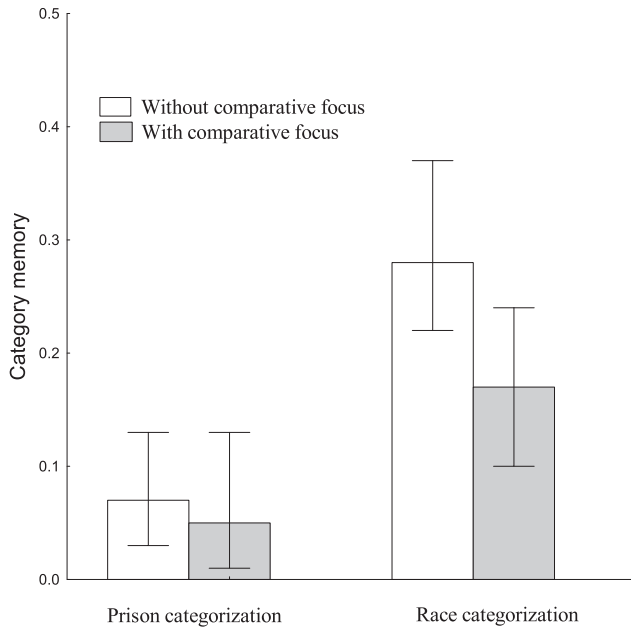 0.5
Without comparative focus
With comparative focus
0.4
0.3
0.2
0.1
0.0
Category memory
Prison categorization
Race categorization